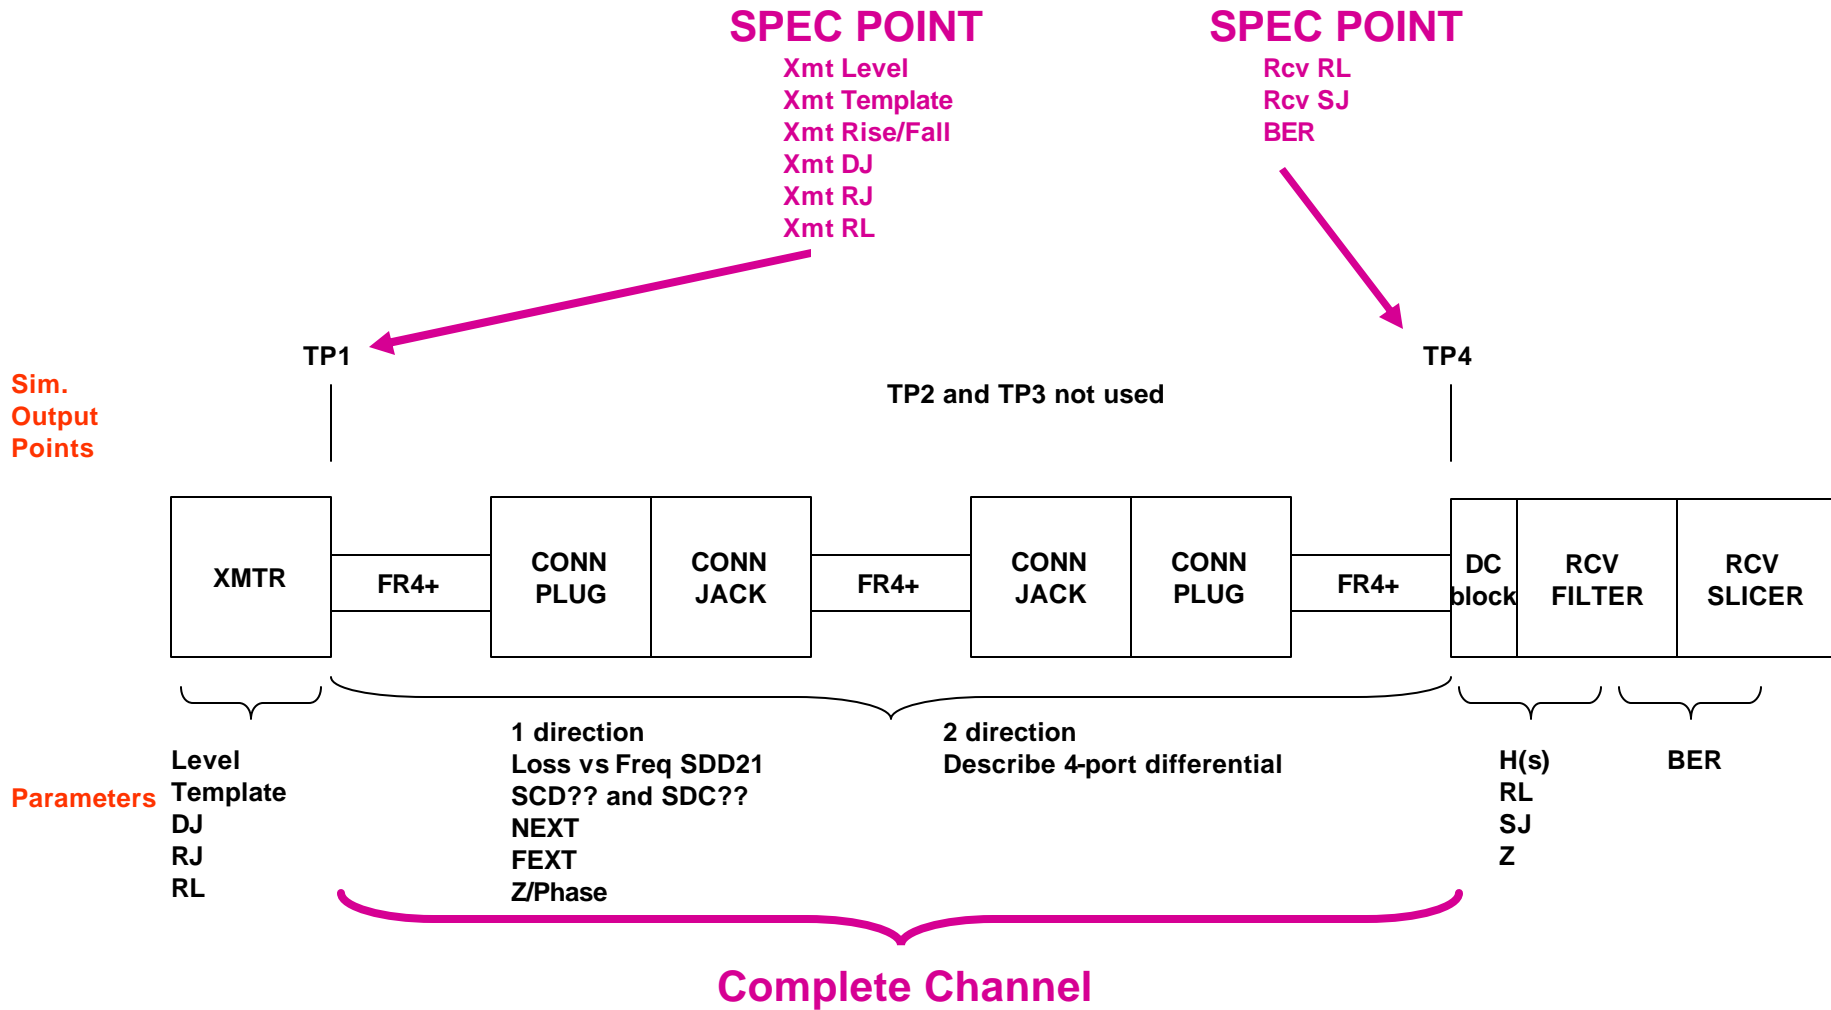 SPEC POINT
Xmt Level
Xmt Template
Xmt Rise/Fall
Xmt DJ
Xmt RJ
Xmt RL
SPEC POINT
Rcv RL
Rcv SJ
BER
TP1
TP4
Sim.
Output
Points
TP2 and TP3 not used
XMTR
FR4+
CONN
PLUG
CONN
JACK
FR4+
CONN
JACK
CONN
PLUG
FR4+
DC
block
RCV
FILTER
RCV
SLICER
Parameters
Level
Template
DJ
RJ
RL
1 direction
Loss vs Freq SDD21
SCD?? and SDC??
NEXT
FEXT
Z/Phase
2 direction
Describe 4-port differential
H(s)
RL
SJ
Z
BER
Complete Channel